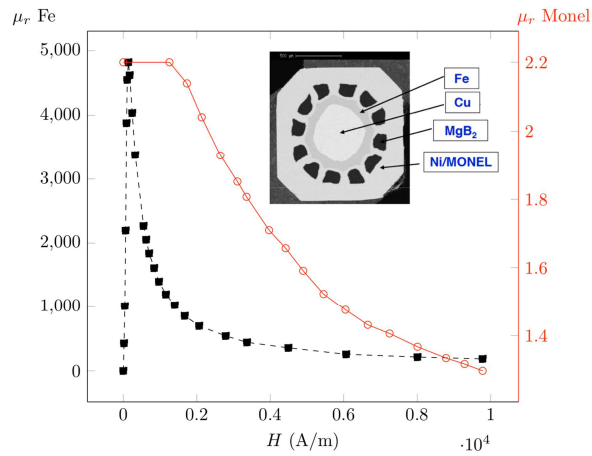 μr Fe
μr Monel
5,000
4,000
3,000
2,000
1,000
0
2.2
2
1.8
1.6
1.4
500 μm
Fe
Cu
MgB2
Ni/MONEL
0 0.2 0.4 0.6 0.8 1
H (A/m)
·10^4